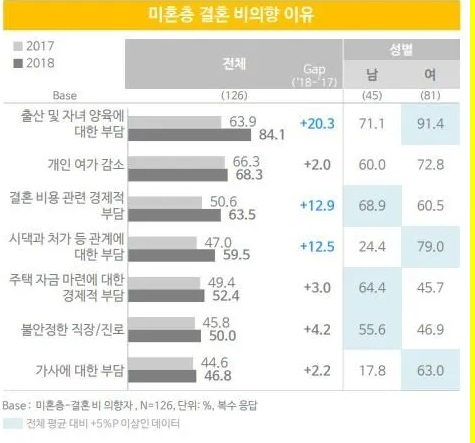 미혼층 결혼 비의향 이유
2017
2018
전체
Gap
('18-'17)
성별
남
여
Base
(126)
(45)
(81)
출산 및 자녀 양육에
대한 부담
63.9
84.1
+20.3
71.1
91.4
개인 여가 감소
66.3
68.3
+2.0
60.0
72.8
결혼 비용 관련 경제적
부담
50.6
63.5
+12.9
68.9
60.5
시댁과 처가 등 관계에
대한 부담
47.0
59.5
+12.5
24.4
79.0
주택 자금 마련에 대한
경제적 부담
49.4
52.4
+3.0
64.4
45.7
불안정한 직장/진로
45.8
50.0
+4.2
55.6
46.9
가사에 대한 부담
44.6
46.8
+2.2
17.8
63.0
Base : 미혼층-결혼 비 의향자, N=126, 단위: %, 복수 응답
전체 평균 대비 +5%P 이상인 데이터